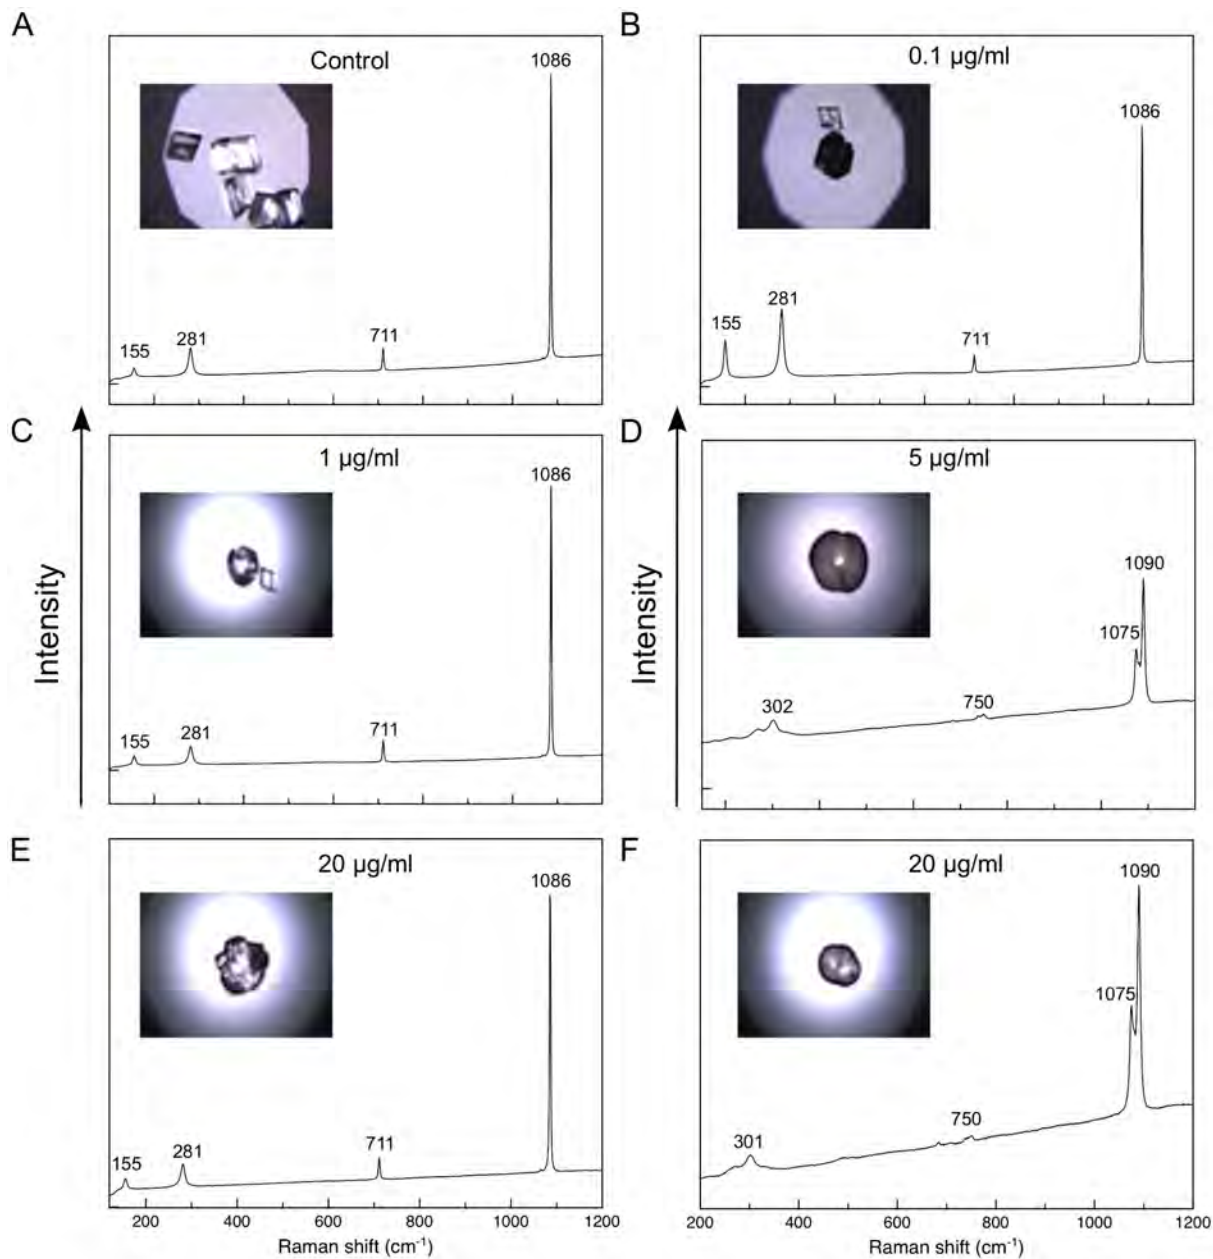 A
Control
1086
155
281
711
B
0.1 µg/ml
1086
155
281
711
C
1 µg/ml
1086
155
281
711
D
5 µg/ml
1090
1075
302
750
Intensity
Intensity
E
20 µg/ml
1086
155
281
711
200 400 600 800 1000 1200
Raman shift (cm⁻¹)
F
20 µg/ml
1090
1075
301
750
200 400 600 800 1000 1200
Raman shift (cm⁻¹)